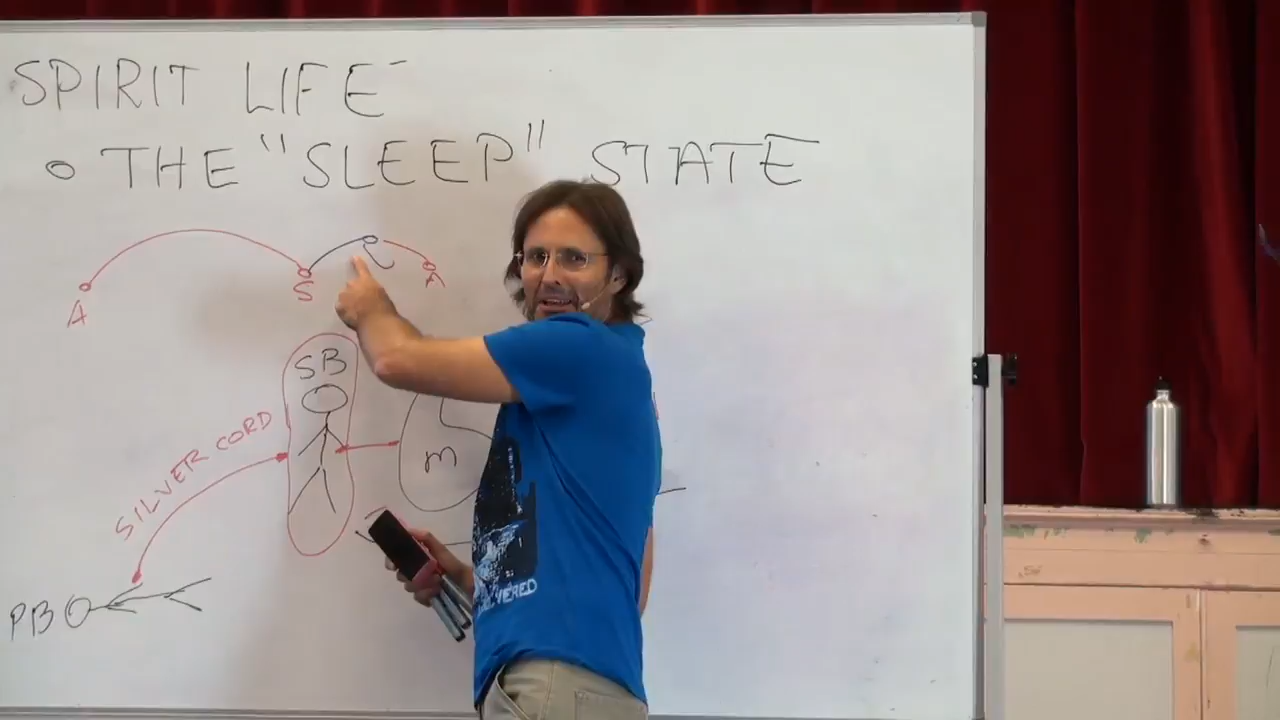 SPIRIT LIFE
• THE "SLEEP" STATE
A S A
SB
SILVER CORD
m
PB